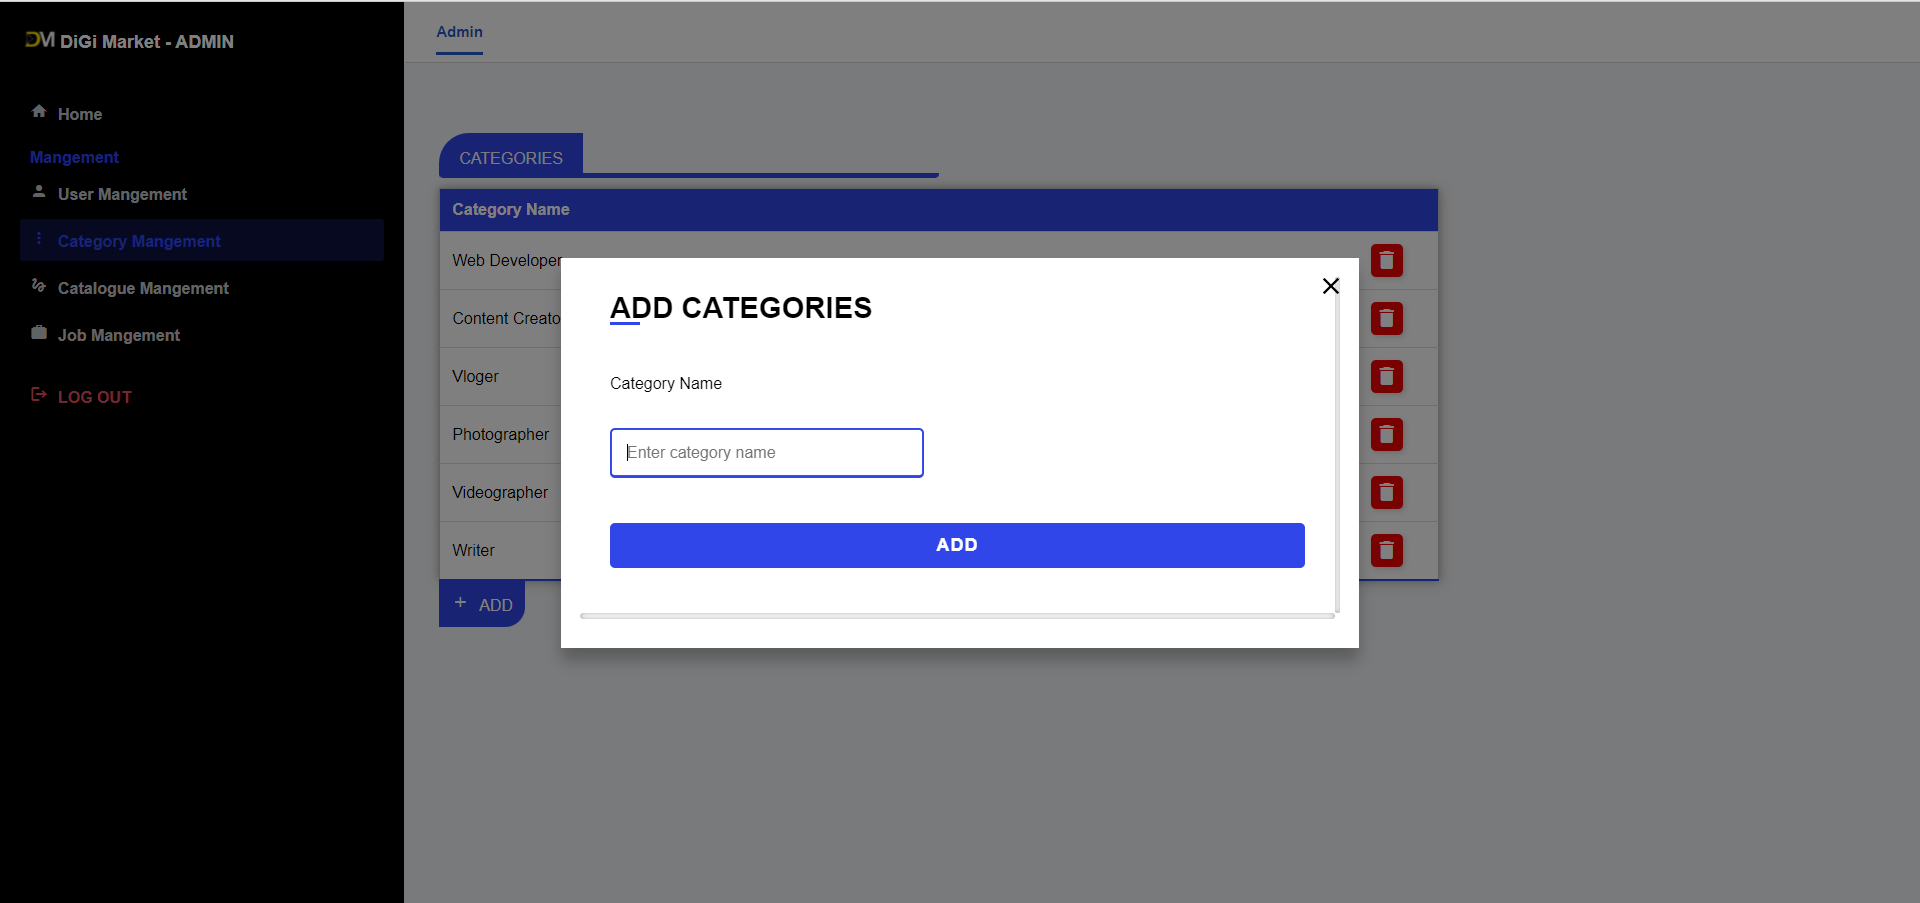 DM DiGi Market - ADMIN
Home
Mangement
User Mangement
Category Mangement
Catalogue Mangement
Job Mangement
LOG OUT
Admin
CATEGORIES
Category Name
Web Developer
Content Creato
Vloger
Photographer
Videographer
Writer
+ ADD
ADD CATEGORIES
Category Name
Enter category name
ADD